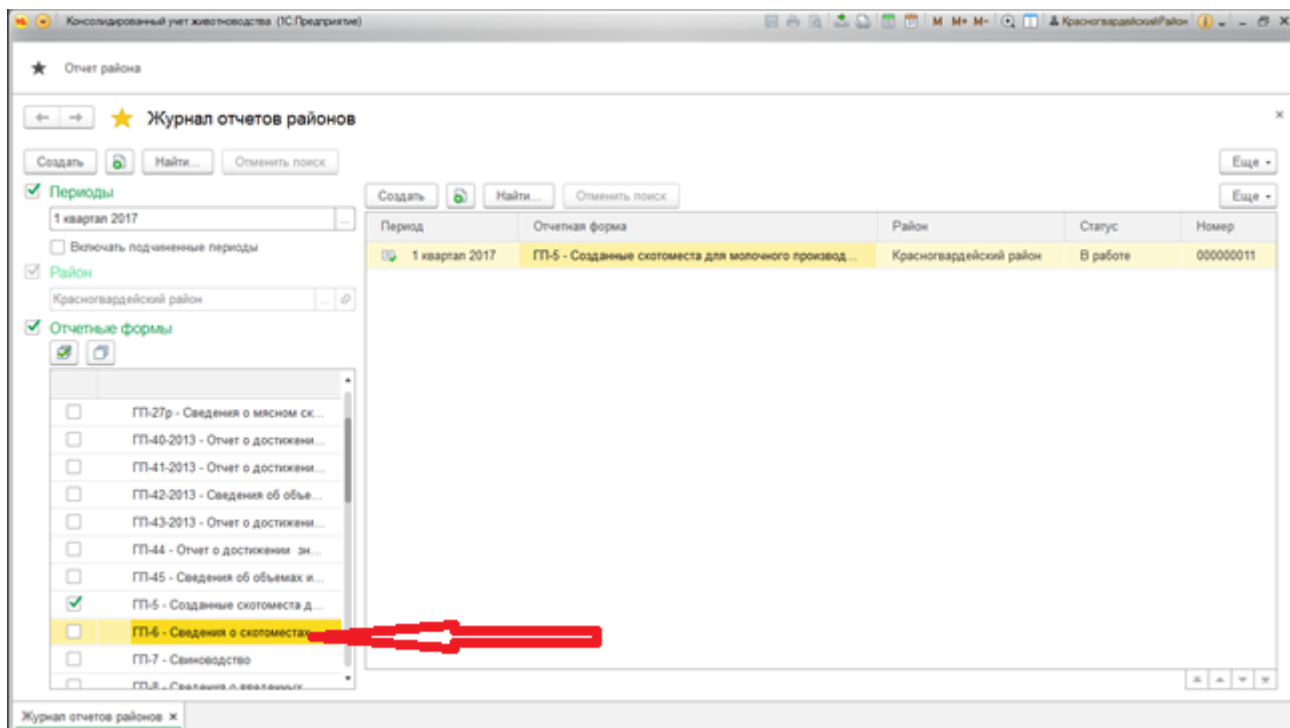 Консолидированный учет животноводства (1С:Предприятие)
M M+ M- КрасногвардейскийРайон
Отчет района
Журнал отчетов районов
Создать Найти... Отменить поиск Еще
Периоды
Создать Найти... Отменить поиск Еще
1 квартал 2017 ...
Период Отчетная форма Район Статус Номер
Включать подчиненные периоды
1 квартал 2017 ГП-5 - Созданные скотоместа для молочного производ... Красногвардейский район В работе 000000011
Район
Красногвардейский район ...
Отчетные формы
ГП-27р - Сведения о мясном ск...
ГП-40-2013 - Отчет о достижени...
ГП-41-2013 - Отчет о достижени...
ГП-42-2013 - Сведения об объе...
ГП-43-2013 - Отчет о достижени...
ГП-44 - Отчет о достижении зн...
ГП-45 - Сведения об объемах и...
ГП-5 - Созданные скотоместа д...
ГП-6 - Сведения о скотоместах
ГП-7 - Свиноводство
ГП-8 - Сведения о введенных
Журнал отчетов районов